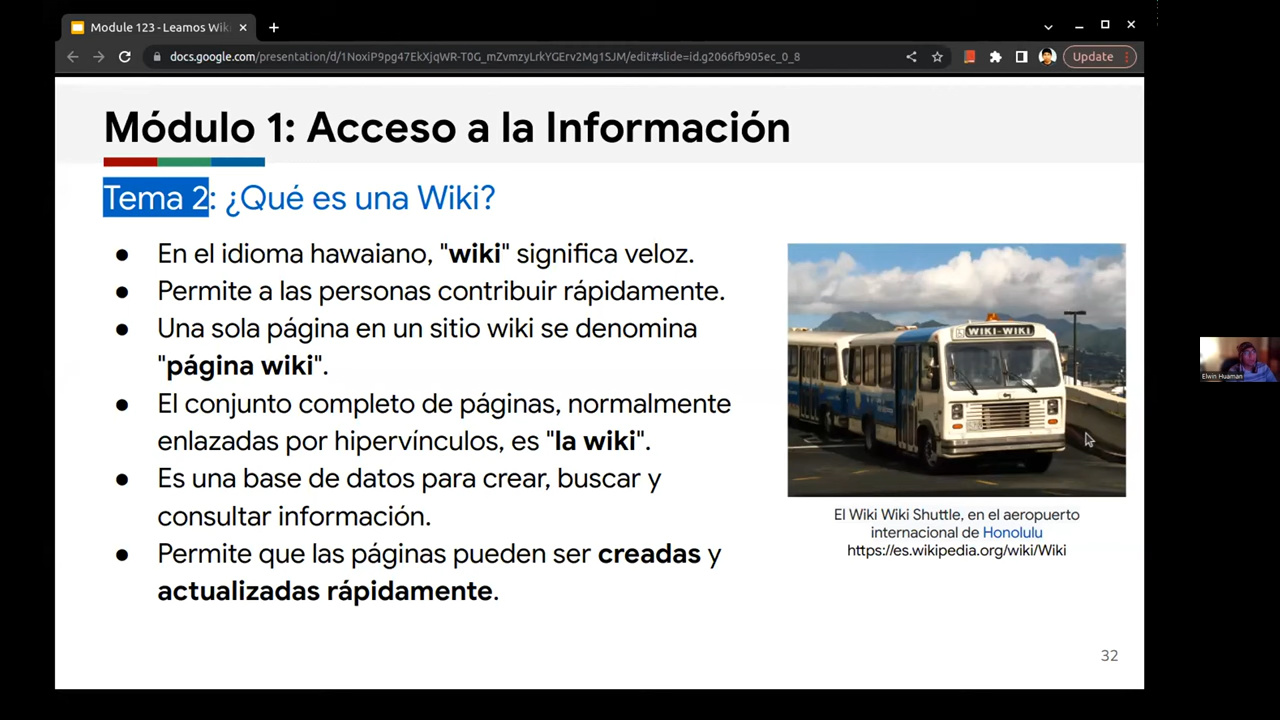 Module 123 - Leamos Wiki
docs.google.com/presentation/d/1NoxiP9pg47EkXjqWR-T0G_mZvmzyLrkYGErv2Mg1SJM/edit#slide=id.g2066fb905ec_0_8
Update
Módulo 1: Acceso a la Información
Tema 2: ¿Qué es una Wiki?
● En el idioma hawaiano, "wiki" significa veloz.
● Permite a las personas contribuir rápidamente.
● Una sola página en un sitio wiki se denomina
"página wiki".
● El conjunto completo de páginas, normalmente
enlazadas por hipervínculos, es "la wiki".
● Es una base de datos para crear, buscar y
consultar información.
● Permite que las páginas pueden ser creadas y
actualizadas rápidamente.
WIKI-WIKI
El Wiki Wiki Shuttle, en el aeropuerto
internacional de Honolulu
https://es.wikipedia.org/wiki/Wiki
32
Elwin Huaman